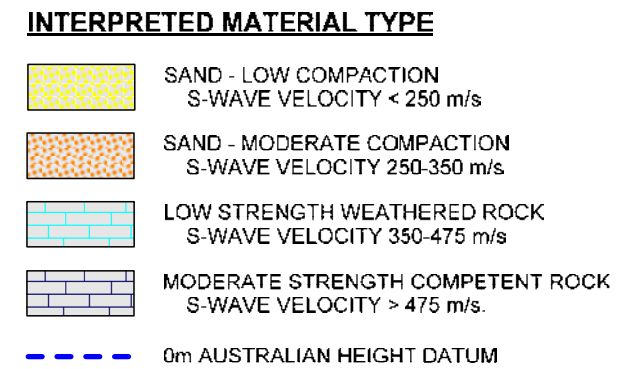 INTERPRETED MATERIAL TYPE
SAND - LOW COMPACTION
S-WAVE VELOCITY < 250 m/s
SAND - MODERATE COMPACTION
S-WAVE VELOCITY 250-350 m/s
LOW STRENGTH WEATHERED ROCK
S-WAVE VELOCITY 350-475 m/s
MODERATE STRENGTH COMPETENT ROCK
S-WAVE VELOCITY > 475 m/s.
0m AUSTRALIAN HEIGHT DATUM